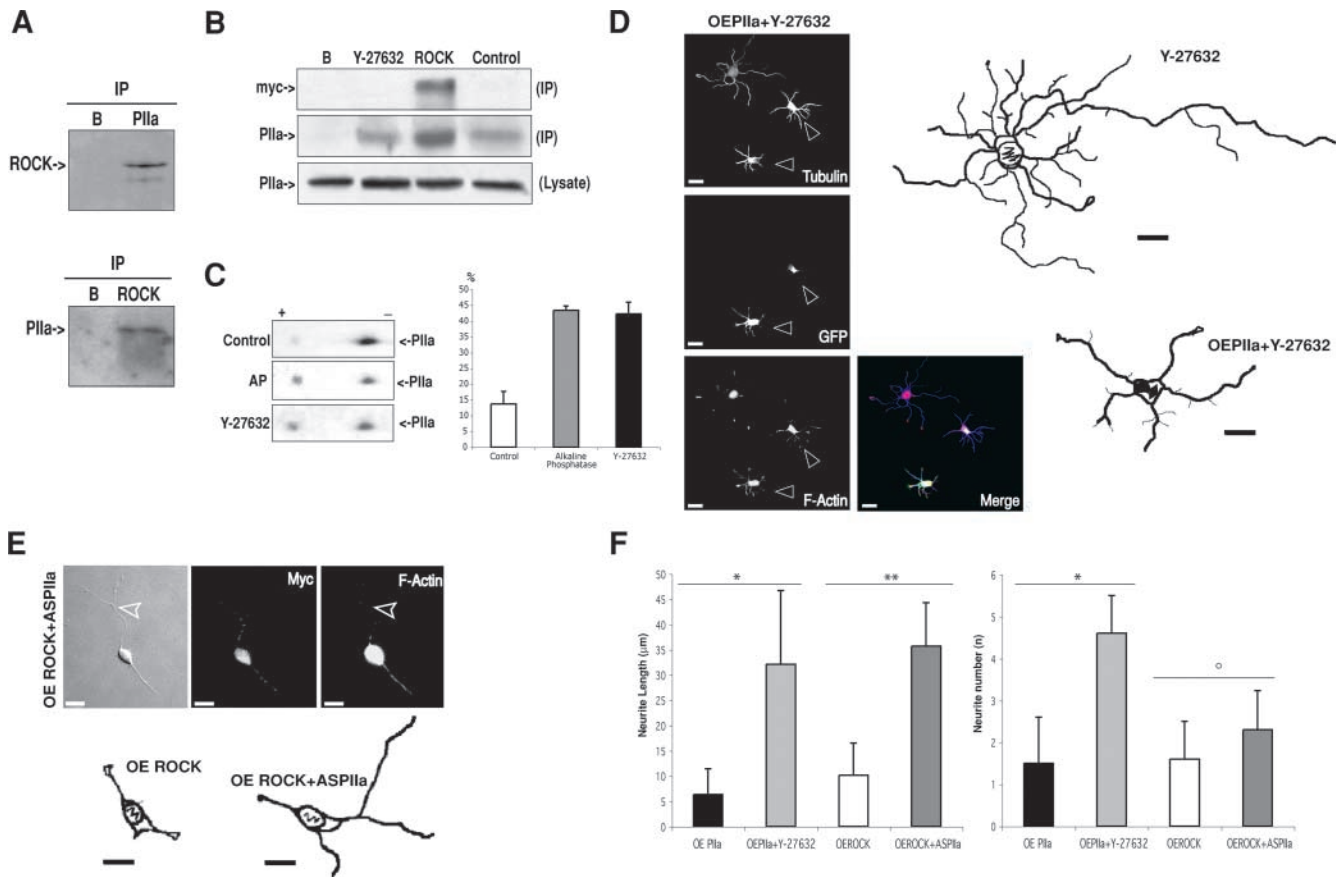 A
IP
B PIIa
ROCK->
IP
B ROCK
PIIa->
B
B Y-27632 ROCK Control
myc-> (IP)
PIIa-> (IP)
PIIa-> (Lysate)
C
+ −
Control <-PIIa
AP <-PIIa
Y-27632 <-PIIa
%
50
45
40
35
30
25
20
15
10
5
0
Control
Alkaline
Phosphatase
Y-27632
D
OEPIIa+Y-27632
Tubulin
GFP
F-Actin
Merge
Y-27632
OEPIIa+Y-27632
E
OE ROCK+ASPIIa
Myc
F-Actin
OE ROCK
OE ROCK+ASPIIa
F
Neurite Length (μm)
50
45
40
35
30
25
20
15
10
5
0
* **
OE PIIa OEPIIa+Y-27632 OEROCK OEROCK+ASPIIa
Neurite number (n)
6
5
4
3
2
1
0
* ○
OE PIIa OEPIIa+Y-27632 OEROCK OEROCK+ASPIIa